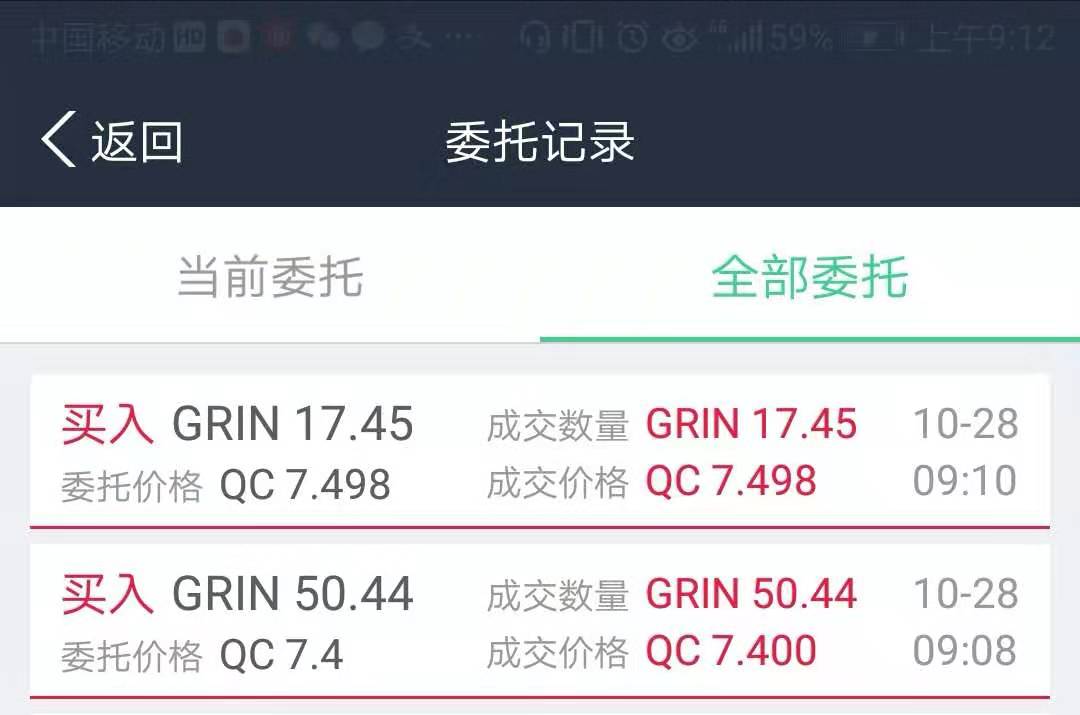 中国移动 HD 59% 上午9:12
返回 委托记录
当前委托 全部委托
买入 GRIN 17.45 成交数量 GRIN 17.45 10-28
委托价格 QC 7.498 成交价格 QC 7.498 09:10
买入 GRIN 50.44 成交数量 GRIN 50.44 10-28
委托价格 QC 7.4 成交价格 QC 7.400 09:08